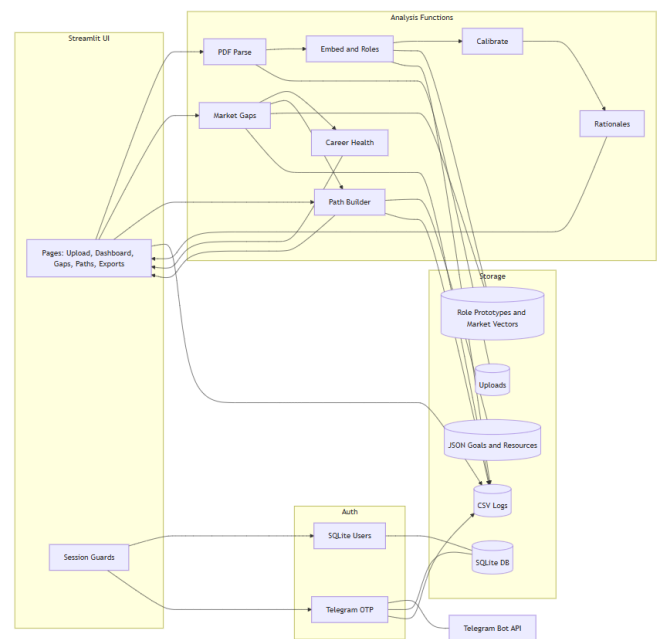 Analysis Functions
Streamlit UI
PDF Parse
Embed and Roles
Calibrate
Market Gaps
Rationales
Career Health
Path Builder
Pages: Upload, Dashboard,
Gaps, Paths, Exports
Storage
Role Prototypes and
Market Vectors
Uploads
JSON Goals and Resources
CSV Logs
Auth
SQLite Users
Session Guards
SQLite DB
Telegram OTP
Telegram Bot API